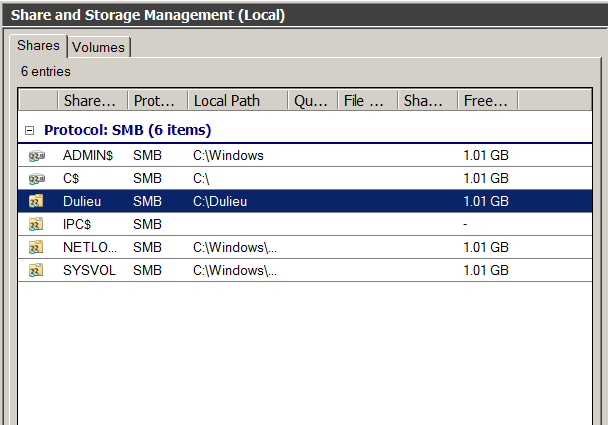 Share and Storage Management (Local)
Shares Volumes
6 entries
Share... Prot... Local Path Qu... File ... Sha... Free...
Protocol: SMB (6 items)
ADMIN$ SMB C:\Windows 1.01 GB
C$ SMB C:\ 1.01 GB
Dulieu SMB C:\Dulieu 1.01 GB
IPC$ SMB -
NETLO... SMB C:\Windows\... 1.01 GB
SYSVOL SMB C:\Windows\... 1.01 GB